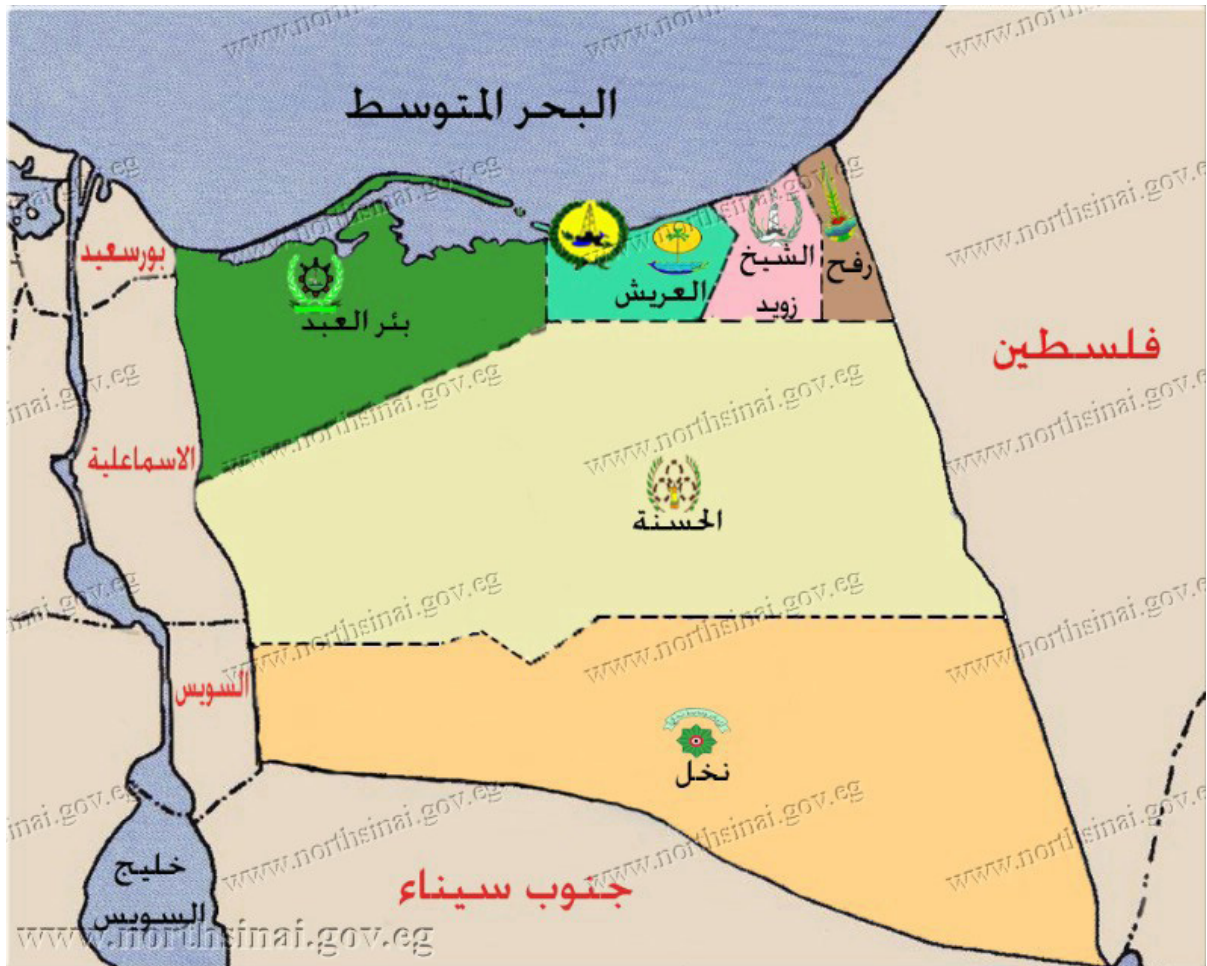 البحر المتوسط
بورسعيد
بئر العبد
العريش
الشيخ
زويد
رفح
فلسطين
الاسماعلية
الحسنة
السويس
نخل
خليج
السويس
جنوب سيناء
www.northsinai.gov.eg